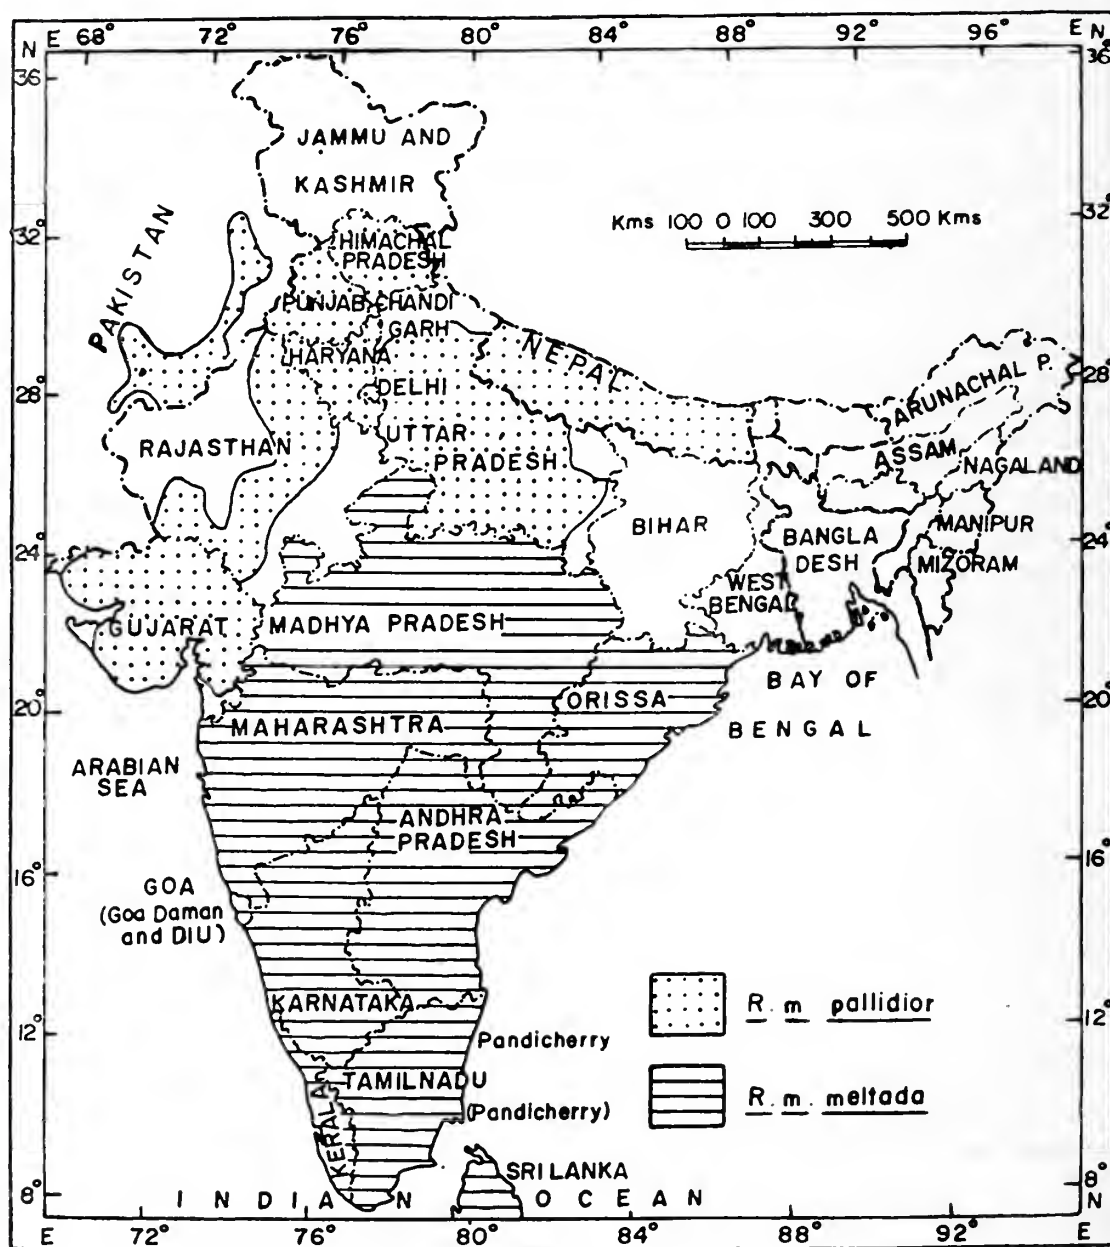 E 68° 72° 76° 80° 84° 88° 92° 96° E
N N
36° 36°
JAMMU AND
KASHMIR
PAKISTAN
Kms 100 0 100 300 500 Kms
32° 32°
HIMACHAL
PRADESH
PUNJAB CHANDI
GARH
HARYANA
NEPAL
DELHI
28° 28°
ARUNACHAL P.
RAJASTHAN
UTTAR
PRADESH
ASSAM
NAGALAND
BIHAR
BANGLA
DESH
MANIPUR
MIZORAM
24° 24°
WEST
BENGAL
GUJARAT
MADHYA PRADESH
BAY OF
BENGAL
20° 20°
ORISSA
MAHARASHTRA
ARABIAN
SEA
ANDHRA
PRADESH
16° 16°
GOA
(Goa Daman
and DIU)
KARNATAKA
R. m pallidior
12° 12°
Pandicherry
TAMILNADU
(Pandicherry)
R. m. meltada
KERALA
SRI LANKA
8° 8°
INDIAN OCEAN
N N
E 72° 76° 80° 84° 88° 92° E